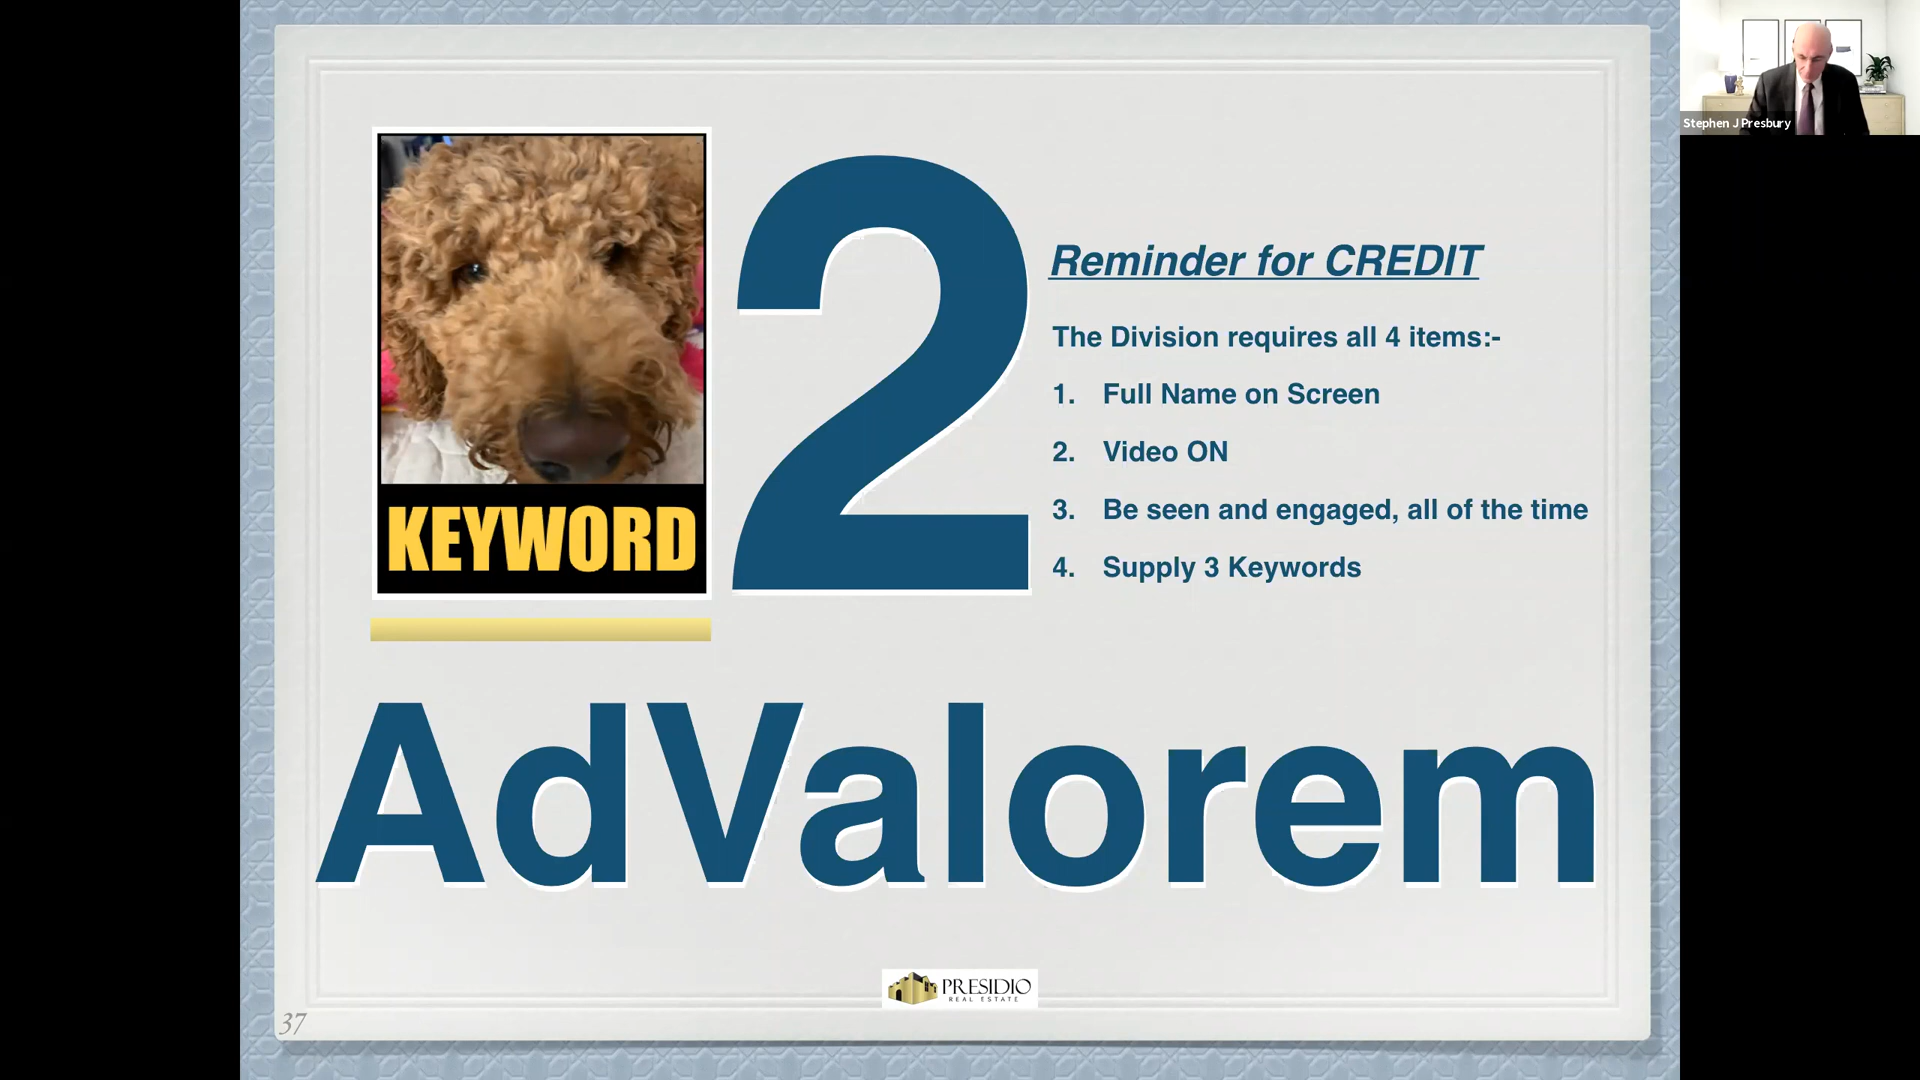 Stephen J Presbury
KEYWORD
2
Reminder for CREDIT
The Division requires all 4 items:-
1. Full Name on Screen
2. Video ON
3. Be seen and engaged, all of the time
4. Supply 3 Keywords
AdValorem
PRESIDIO
REAL ESTATE
37